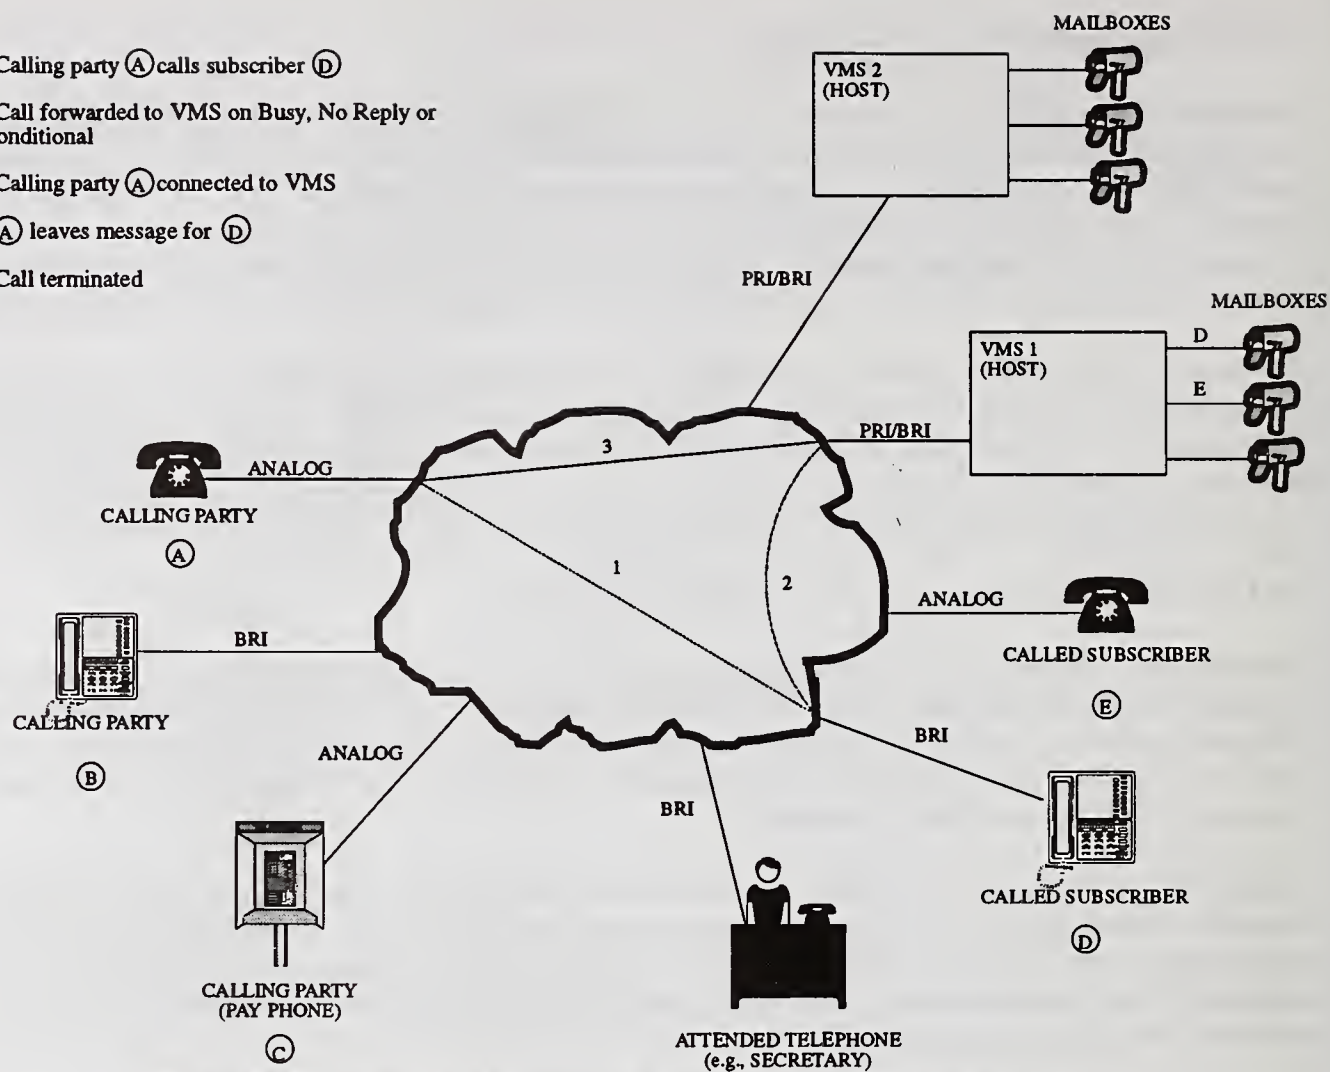 Calling party Ⓐ calls subscriber Ⓓ
Call forwarded to VMS on Busy, No Reply or
onditional
Calling party Ⓐ connected to VMS
Ⓐ leaves message for Ⓓ
Call terminated
MAILBOXES
VMS 2
(HOST)
PRI/BRI
MAILBOXES
VMS 1
(HOST)
D
E
PRI/BRI
3
ANALOG
CALLING PARTY
Ⓐ
1
2
ANALOG
CALLED SUBSCRIBER
Ⓔ
BRI
CALLING PARTY
Ⓑ
ANALOG
BRI
BRI
CALLED SUBSCRIBER
Ⓓ
CALLING PARTY
(PAY PHONE)
Ⓒ
ATTENDED TELEPHONE
(e.g., SECRETARY)